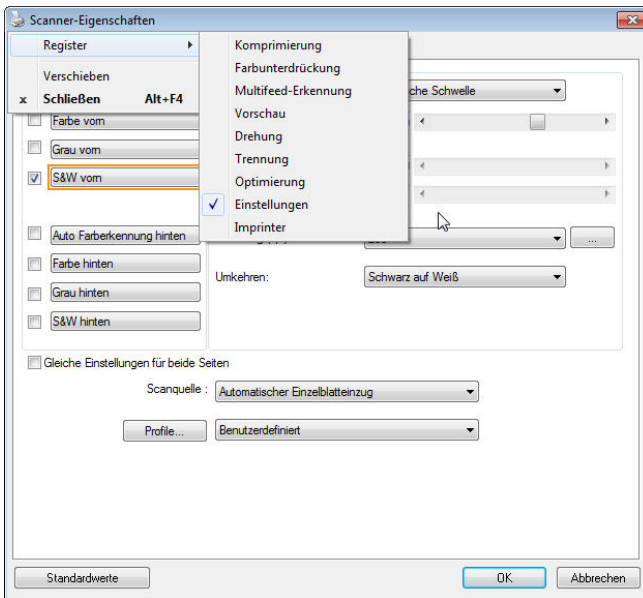 Scanner-Eigenschaften
Register
Komprimierung
Farbunterdrückung
Multifeed-Erkennung
Vorschau
Drehung
Trennung
Optimierung
Einstellungen
Imprinter
Verschieben
x Schließen Alt+F4
che Schwelle
Farbe vorn
Grau vorn
S&W vorn
Auto Farberkennung hinten
...
Farbe hinten
Umkehren: Schwarz auf Weiß
Grau hinten
S&W hinten
Gleiche Einstellungen für beide Seiten
Scanquelle : Automatischer Einzelblatteinzug
Profile... Benutzerdefiniert
Standardwerte OK Abbrechen